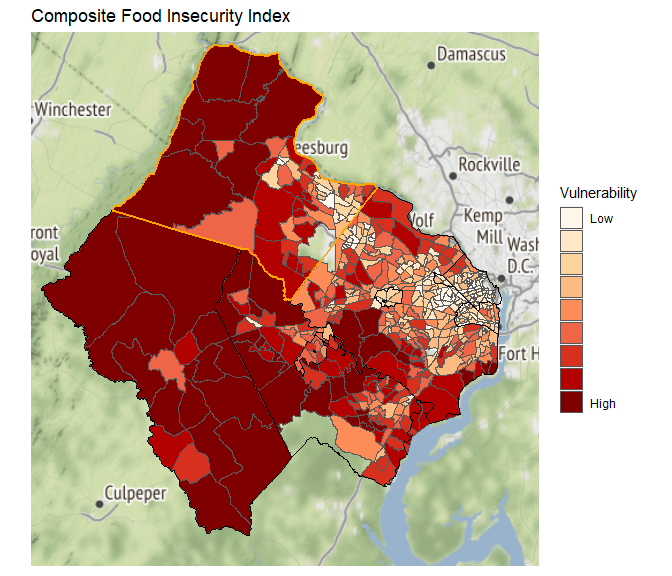 Composite Food Insecurity Index
Damascus
Winchester
eesburg
Rockville
Vulnerability
Low
ront
oyal
Wolf
Kemp
Mill
Wash
D.C.
Fort H
High
Culpeper